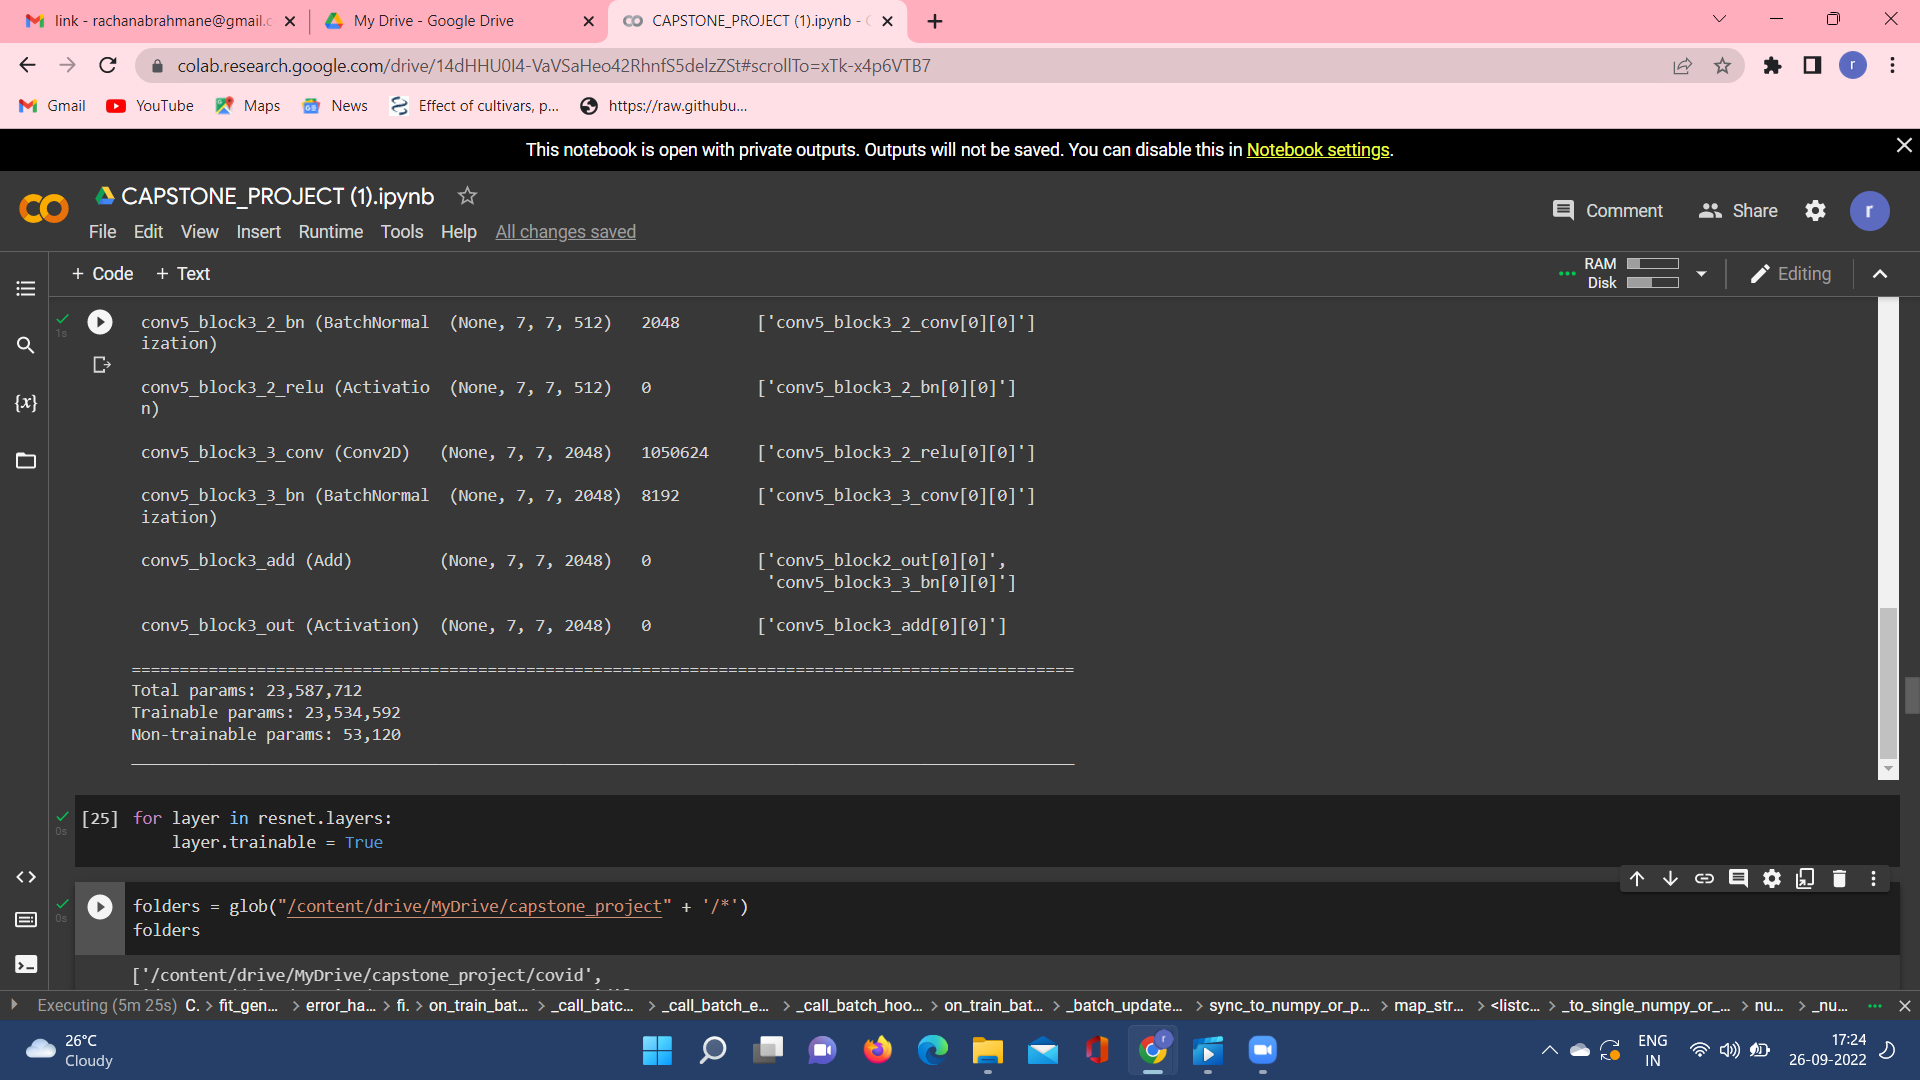 link - rachanabrahmane@gmail.c
My Drive - Google Drive
CAPSTONE_PROJECT (1).ipynb -
colab.research.google.com/drive/14dHHU0I4-VaVSaHeo42RhnfS5delzZSt#scrollTo=xTk-x4p6VTB7
r
Gmail
YouTube
Maps
News
Effect of cultivars, p...
https://raw.githubu...
This notebook is open with private outputs. Outputs will not be saved. You can disable this in Notebook settings.
CAPSTONE_PROJECT (1).ipynb
Comment
Share
r
File Edit View Insert Runtime Tools Help All changes saved
+ Code + Text
RAM
Disk
Editing
1s
conv5_block3_2_bn (BatchNormal (None, 7, 7, 512) 2048 ['conv5_block3_2_conv[0][0]']
ization)
conv5_block3_2_relu (Activatio (None, 7, 7, 512) 0 ['conv5_block3_2_bn[0][0]']
n)
{x}
conv5_block3_3_conv (Conv2D) (None, 7, 7, 2048) 1050624 ['conv5_block3_2_relu[0][0]']
conv5_block3_3_bn (BatchNormal (None, 7, 7, 2048) 8192 ['conv5_block3_3_conv[0][0]']
ization)
conv5_block3_add (Add) (None, 7, 7, 2048) 0 ['conv5_block2_out[0][0]',
'conv5_block3_3_bn[0][0]']
conv5_block3_out (Activation) (None, 7, 7, 2048) 0 ['conv5_block3_add[0][0]']
==================================================================================================
Total params: 23,587,712
Trainable params: 23,534,592
Non-trainable params: 53,120
__________________________________________________________________________________________________
[25] for layer in resnet.layers:
0s
layer.trainable = True
folders = glob("/content/drive/MyDrive/capstone_project" + '/*')
0s
folders
['/content/drive/MyDrive/capstone_project/covid',
Executing (5m 25s) C. > fit_gen... > error_ha... > fi. > on_train_bat... > _call_batc... > _call_batch_e... > _call_batch_hoo... > on_train_bat... > _batch_update... > sync_to_numpy_or_p... > map_str... > <listc... > _to_single_numpy_or_... > nu... > _nu...
26°C
Cloudy
r
ENG
IN
17:24
26-09-2022